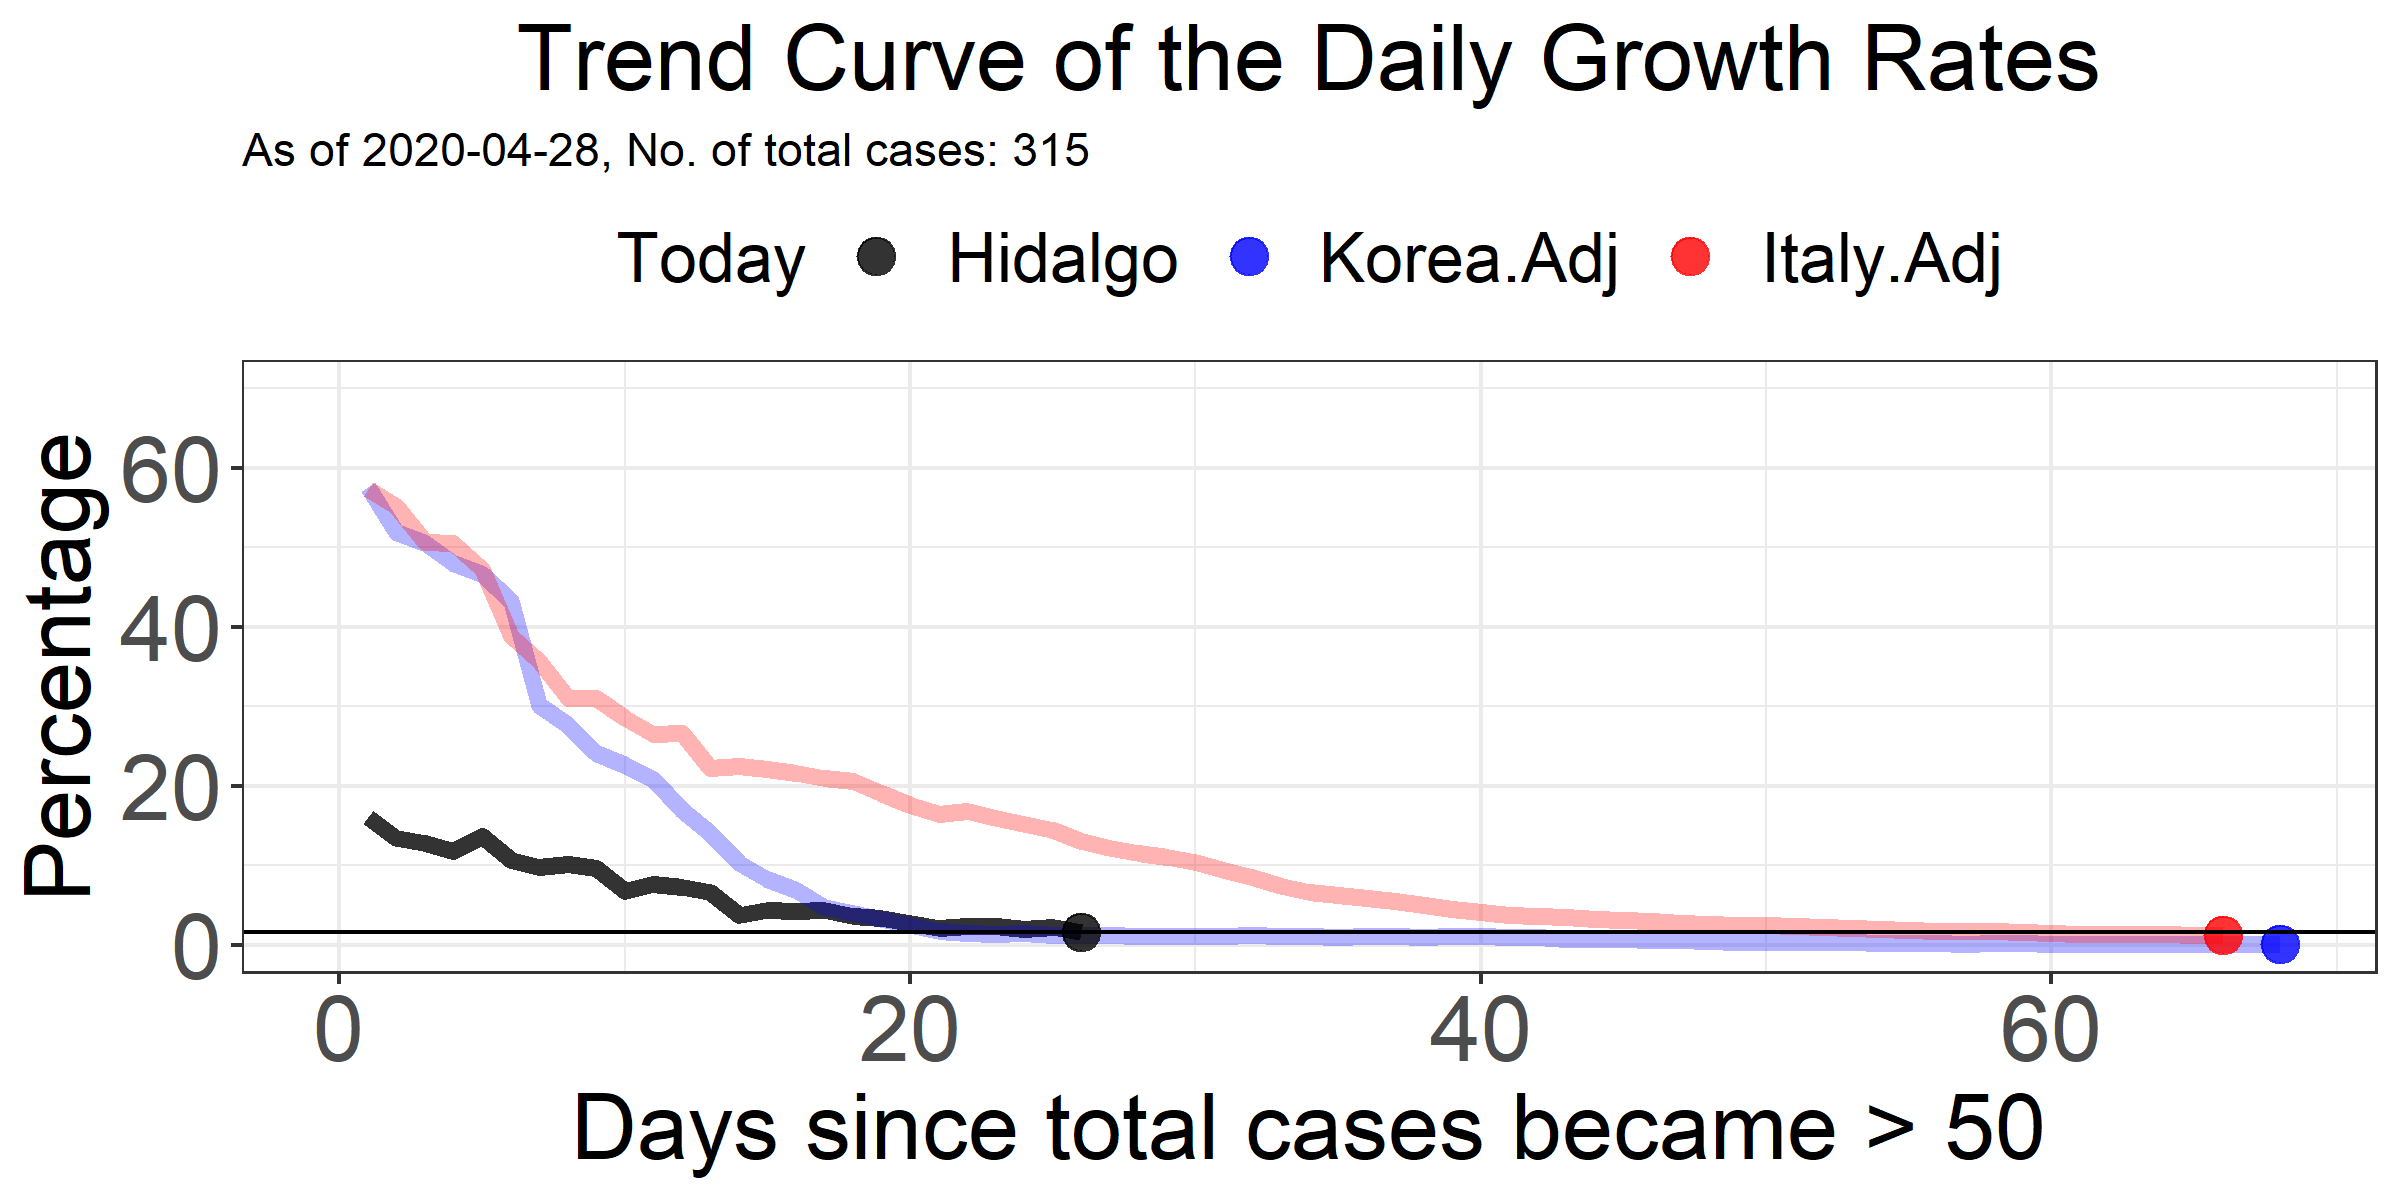 Trend Curve of the Daily Growth Rates
As of 2020-04-28, No. of total cases: 315
Today Hidalgo Korea.Adj Italy.Adj
Percentage
60
40
20
0
0 20 40 60
Days since total cases became > 50